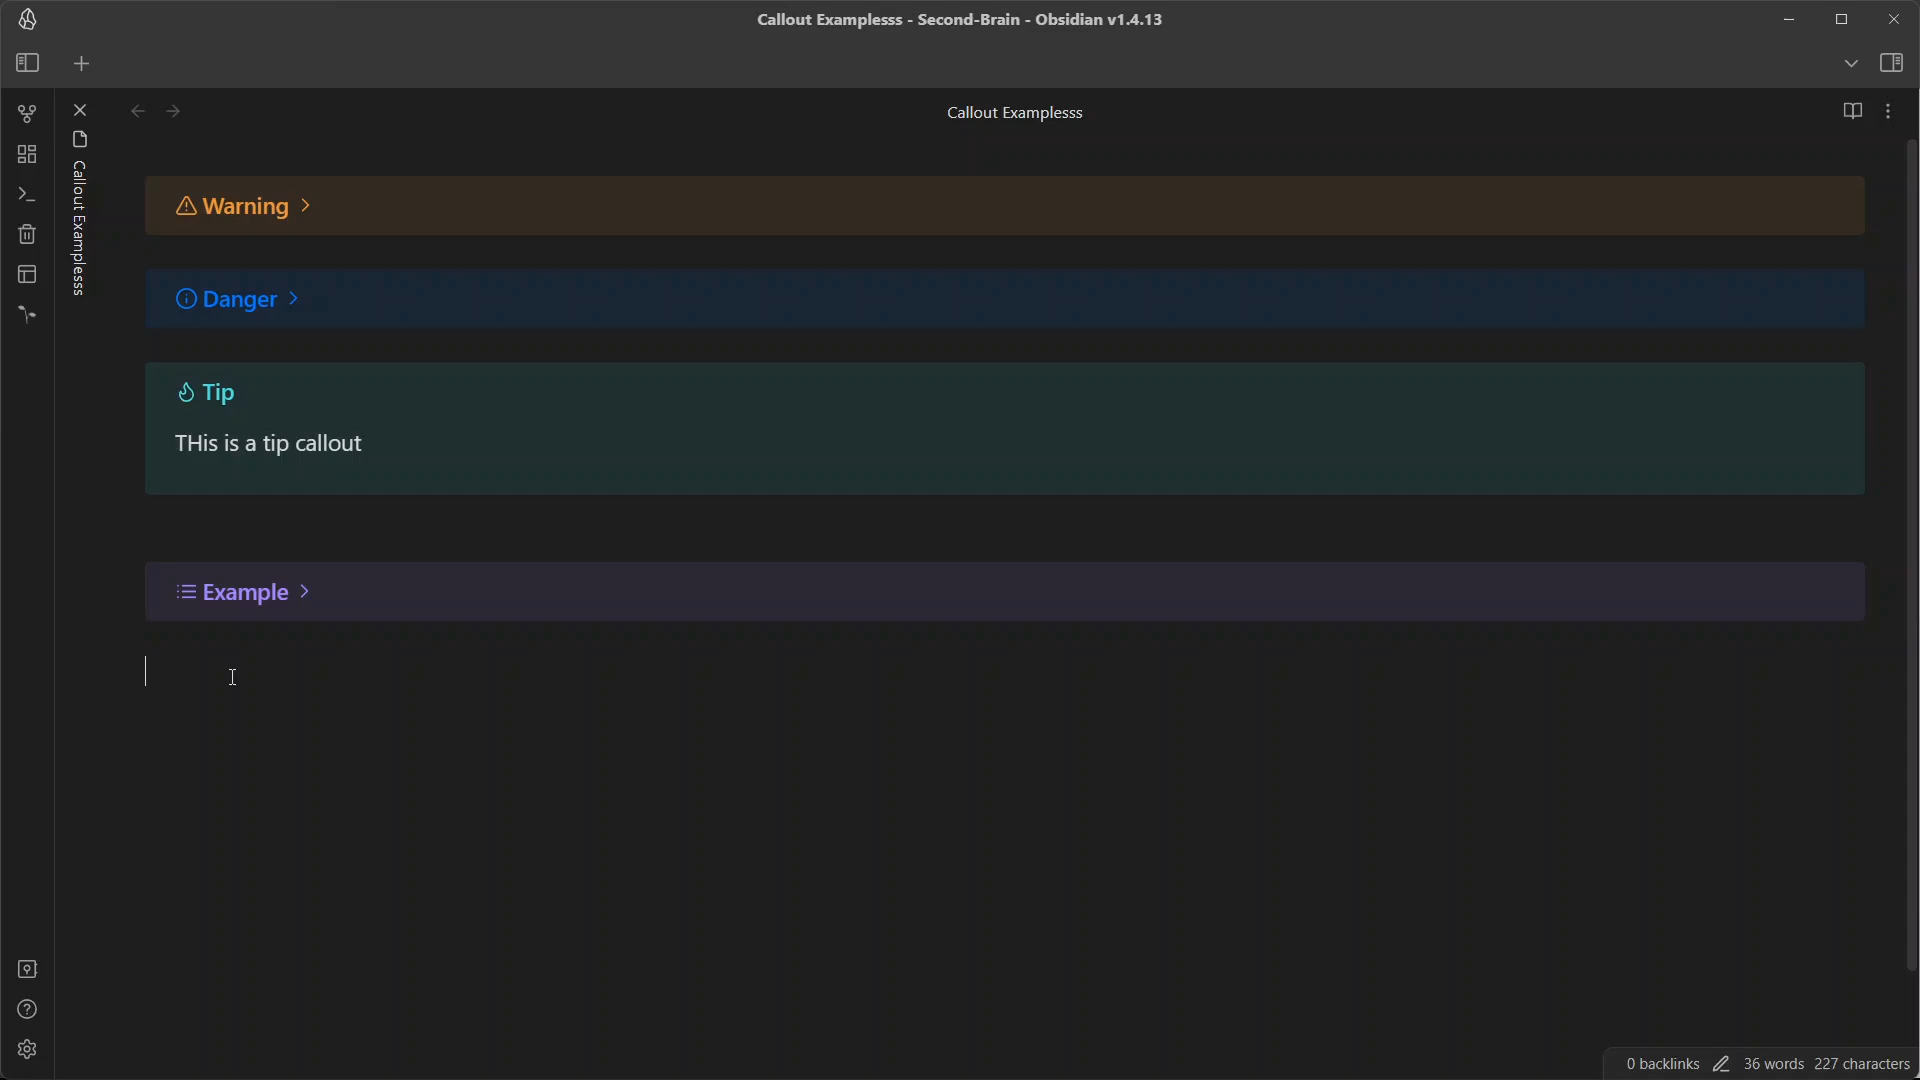 Callout Examplesss - Second-Brain - Obsidian v1.4.13
Callout Examplesss
Callout Examplesss
Warning
Danger
Tip
THis is a tip callout
Example
0 backlinks 36 words 227 characters